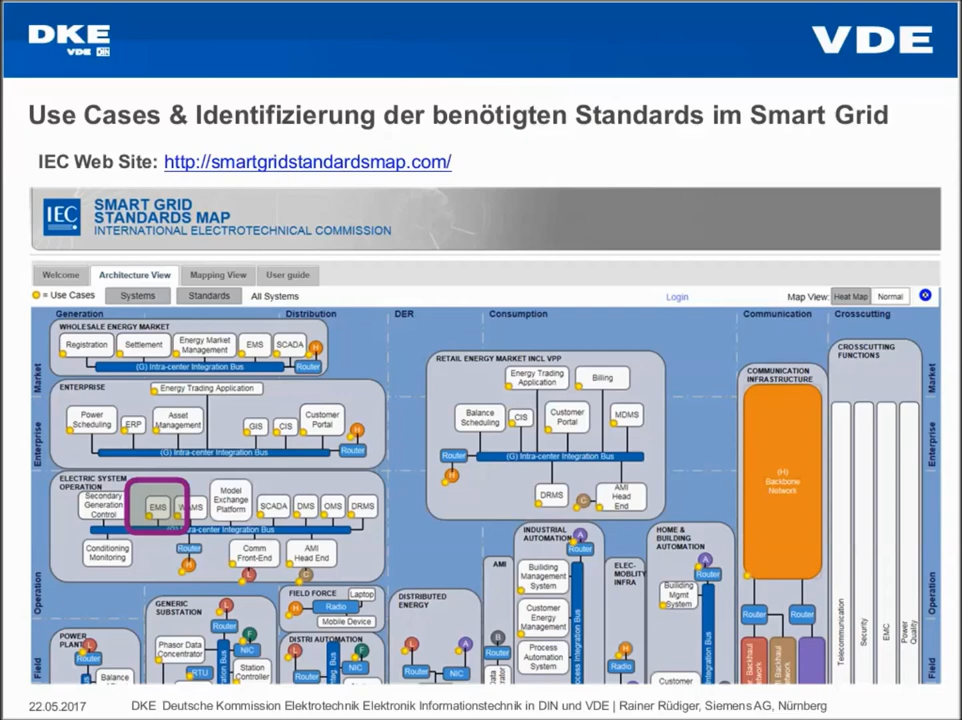 DKE
VDE DIN
VDE
Use Cases & Identifizierung der benötigten Standards im Smart Grid
IEC Web Site: http://smartgridstandardsmap.com/
IEC
SMART GRID
STANDARDS MAP
INTERNATIONAL ELECTROTECHNICAL COMMISSION
Welcome
Architecture View
Mapping View
User guide
= Use Cases
Systems
Standards
All Systems
Login
Map View:
Heat Map
Normal
Generation
Distribution
DER
Consumption
Communication
Crosscutting
Market
Enterprise
Operation
Field
WHOLESALE ENERGY MARKET
Registration
Settlement
Energy Market
Management
EMS
SCADA
H
(G) Intra-center Integration Bus
Router
ENTERPRISE
Energy Trading Application
Power
Scheduling
ERP
Asset
Management
GIS
CIS
Customer
Portal
H
(G) Intra-center Integration Bus
Router
ELECTRIC SYSTEM
OPERATION
Secondary
Generation
Control
EMS
Model
Exchange
Platform
SCADA
DMS
OMS
DRMS
Intra-center Integration Bus
Conditioning
Monitoring
Router
H
Comm
Front-End
L
AMI
Head End
C
RETAIL ENERGY MARKET INCL VPP
Energy Trading
Application
Billing
Balance
Scheduling
CIS
Customer
Portal
MDMS
Router
(G) Intra-center Integration Bus
H
DRMS
C
AMI
Head
End
COMMUNICATION
INFRASTRUCTURE
(H)
Backbone
Network
Router
Router
Backhaul
Network
Backhaul
Network
CROSSCUTTING
FUNCTIONS
Telecommunication
Security
EMC
Power
Quality
Market
Enterprise
Operation
Field
POWER
PLANT
L
Router
Balance
GENERIC
SUBSTATION
L
Router
F
NIC
Phasor Data
Concentrator
RTU
Station
Controller
FIELD FORCE
Laptop
H
Radio
Mobile Device
DISTRI AUTOMATION
L
F
Router
NIC
DISTRIBUTED
ENERGY
L
A
Router
NIC
AMI
B
Router
INDUSTRIAL
AUTOMATION
A
Router
Building
Management
System
Customer
Energy
Management
Process
Automation
System
ELEC-
MOBLITY
INFRA
H
Radio
HOME &
BUILDING
AUTOMATION
A
Router
Building
Mgmt
System
Customer
22.05.2017
DKE Deutsche Kommission Elektrotechnik Elektronik Informationstechnik in DIN und VDE | Rainer Rüdiger, Siemens AG, Nürnberg